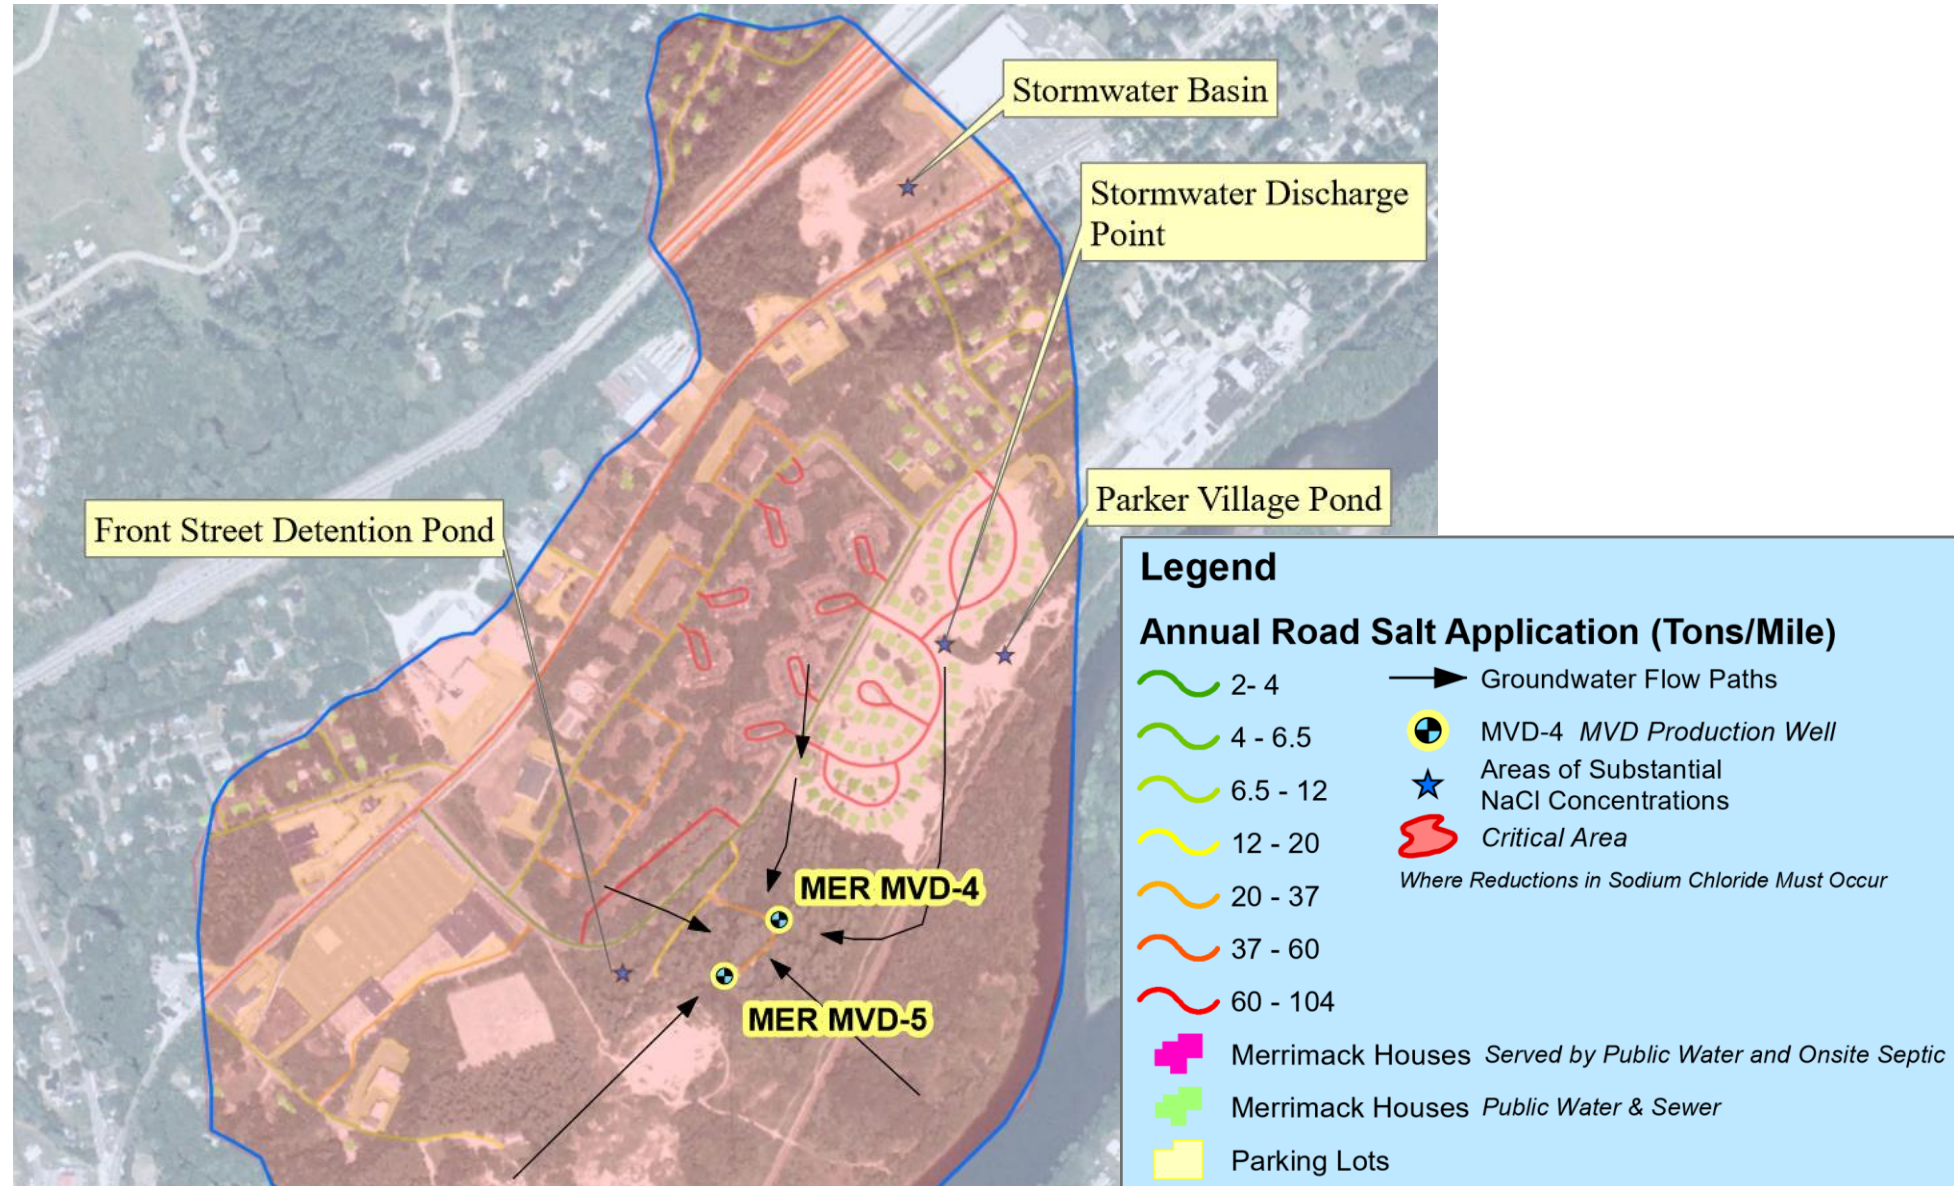 Stormwater Basin
Stormwater Discharge
Point
Parker Village Pond
Front Street Detention Pond
MER MVD-4
MER MVD-5
Legend
Annual Road Salt Application (Tons/Mile)
2- 4
4 - 6.5
6.5 - 12
12 - 20
20 - 37
37 - 60
60 - 104
Merrimack Houses Served by Public Water and Onsite Septic
Merrimack Houses Public Water & Sewer
Parking Lots
Groundwater Flow Paths
MVD-4 MVD Production Well
Areas of Substantial
NaCl Concentrations
Critical Area
Where Reductions in Sodium Chloride Must Occur